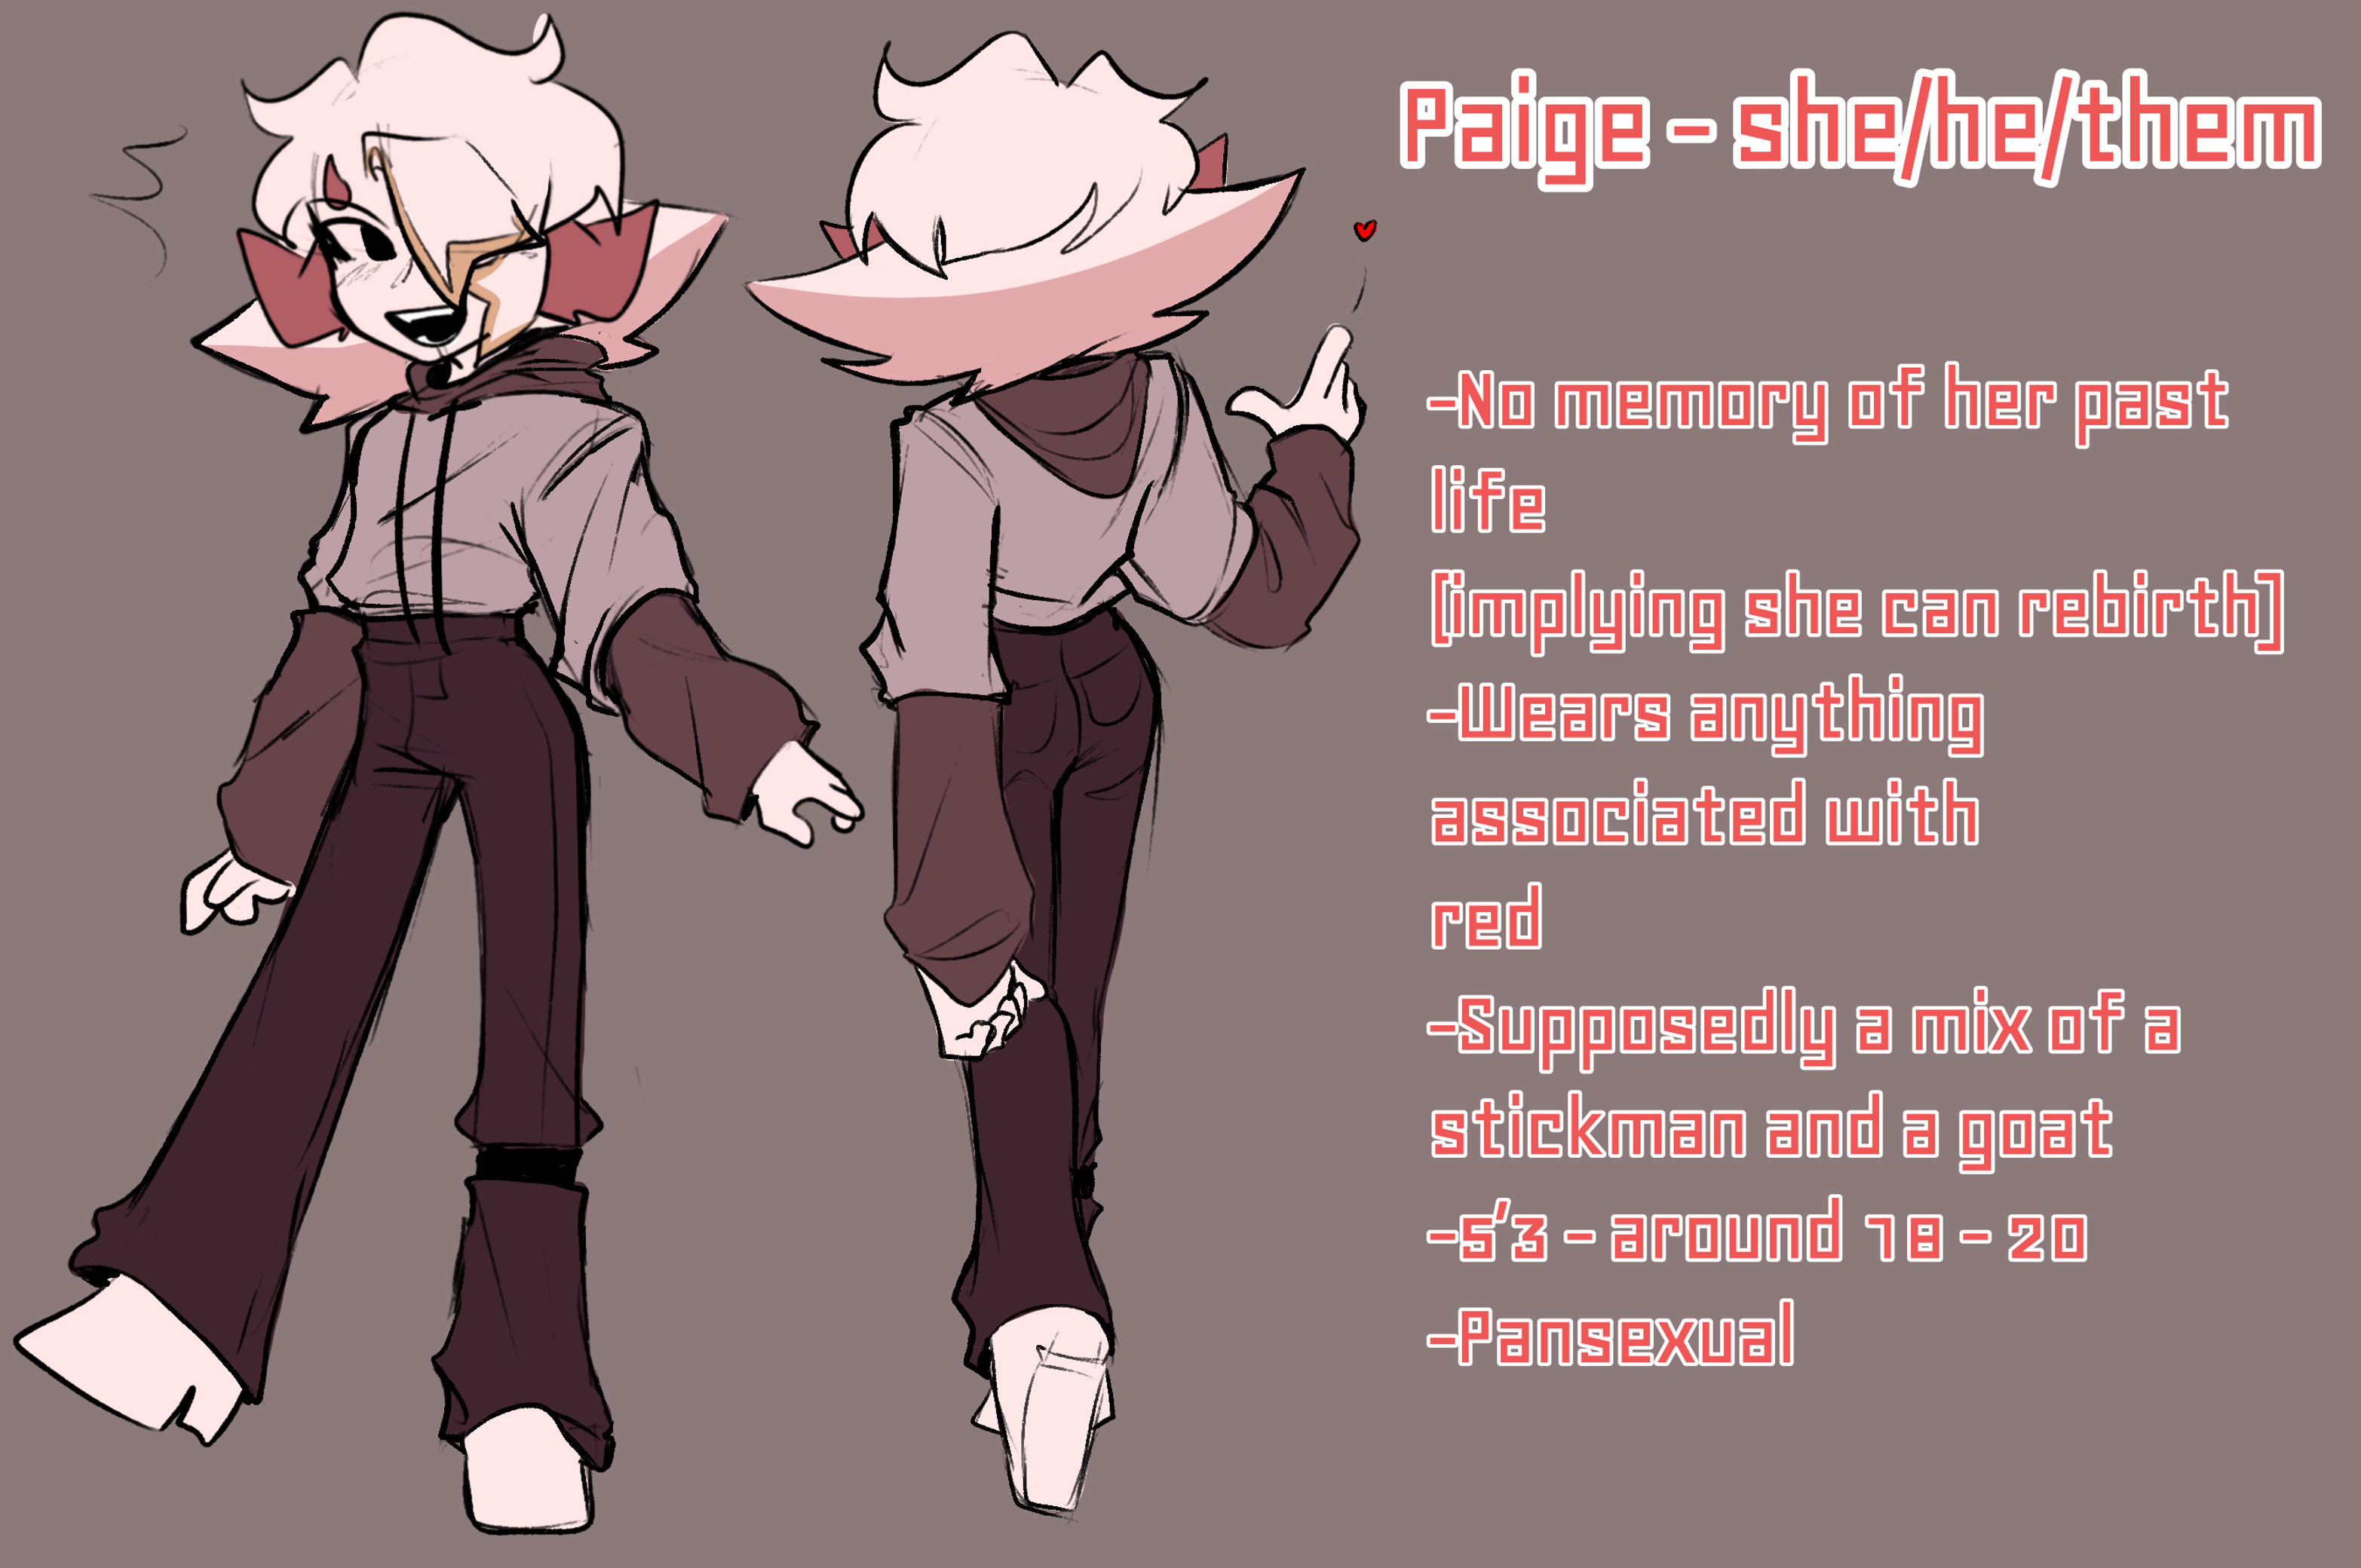 Paige - she/he/them
-No memory of her past
life
[implying she can rebirth]
-Wears anything
associated with
red
-Supposedly a mix of a
stickman and a goat
-5'3 - around 18 - 20
-Pansexual